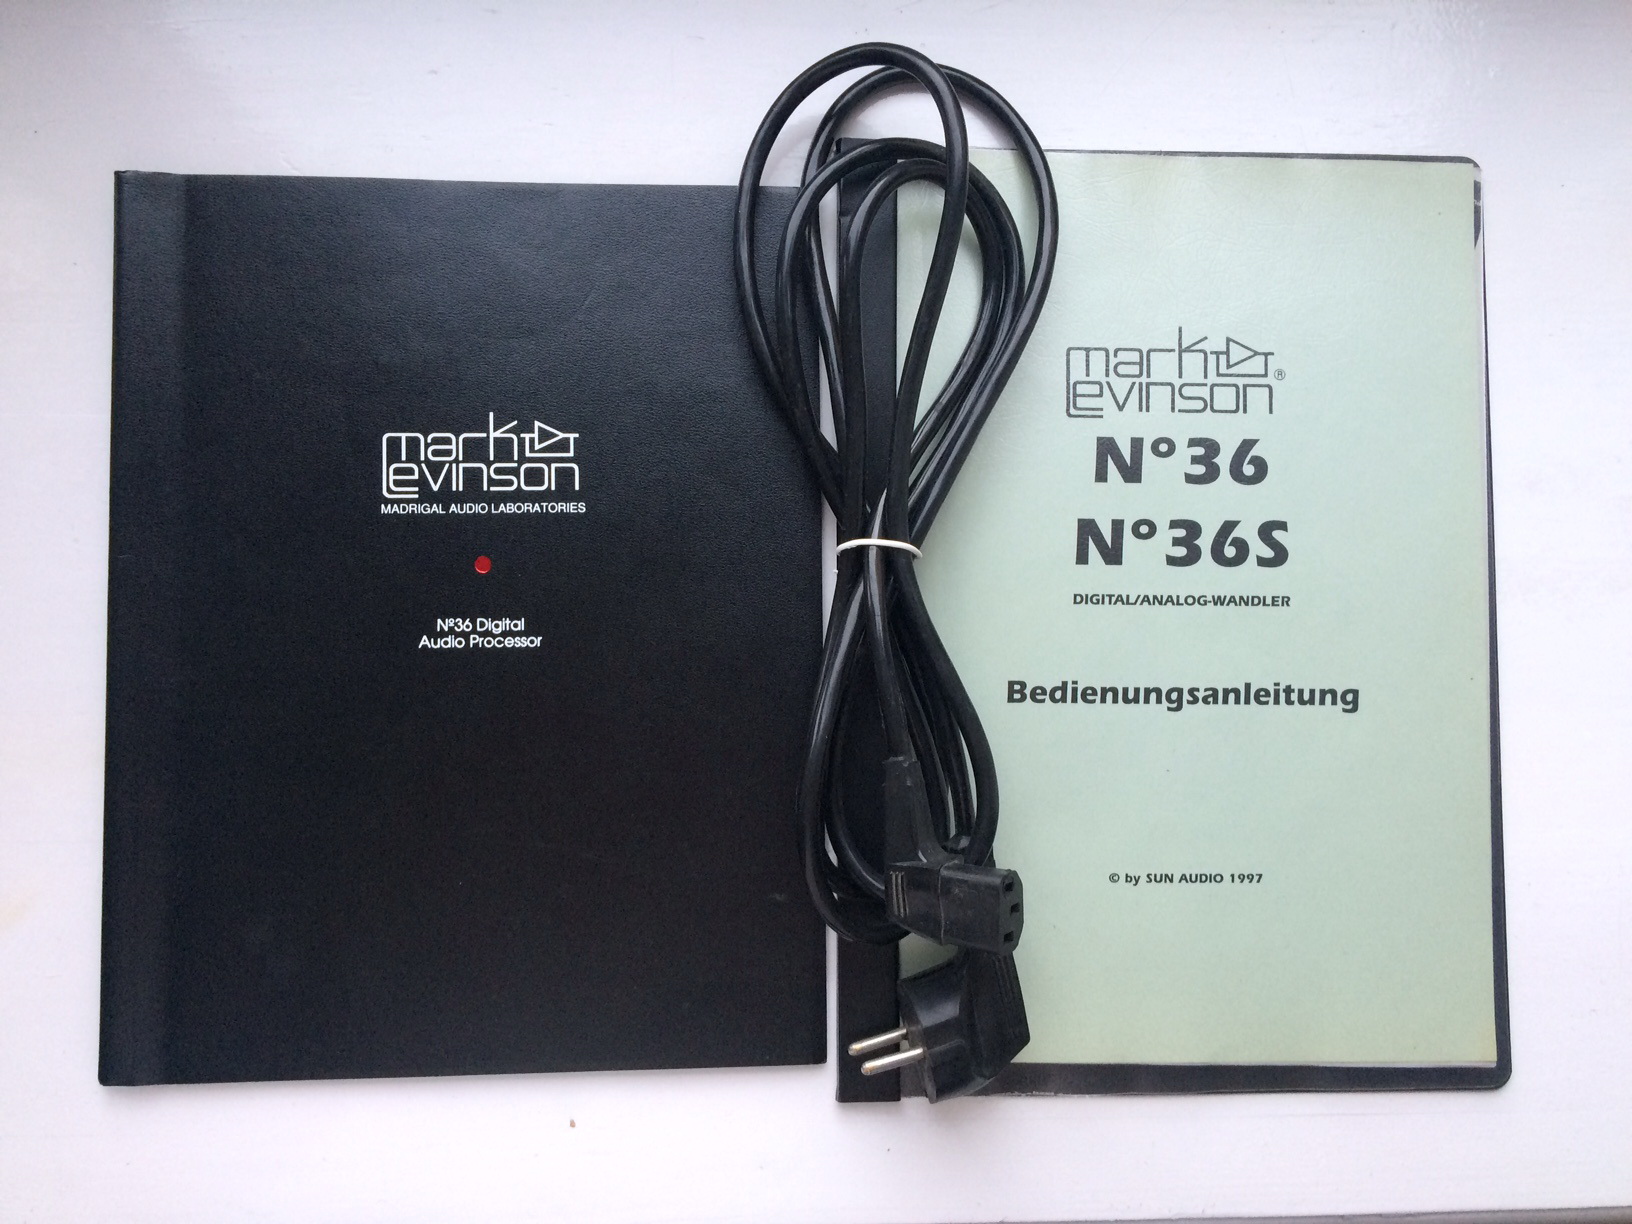 mark
Levinson
MADRIGAL AUDIO LABORATORIES
Nº36 Digital
Audio Processor
mark
Levinson®
N°36
N°36S
DIGITAL/ANALOG-WANDLER
Bedienungsanleitung
© by SUN AUDIO 1997